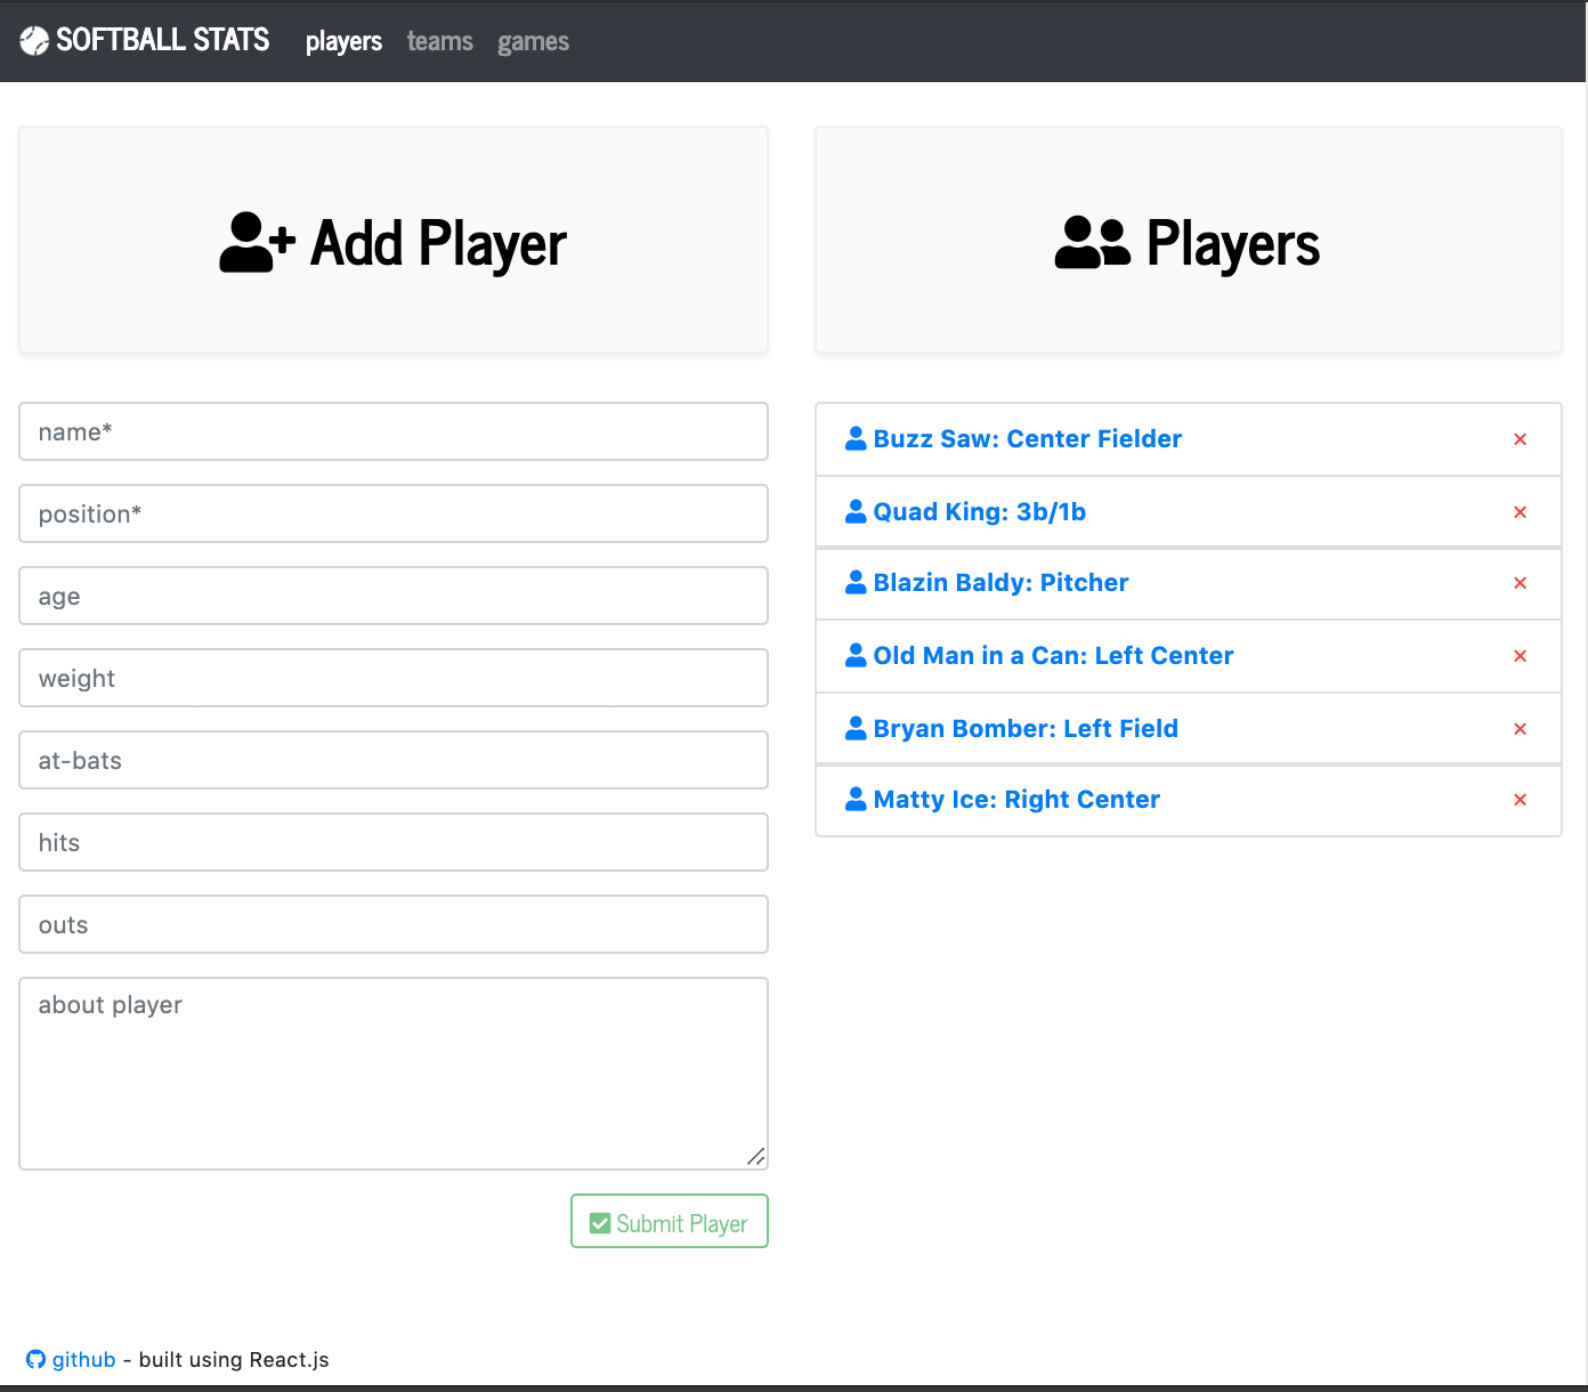 SOFTBALL STATS players teams games
Add Player
name*
position*
age
weight
at-bats
hits
outs
about player
Submit Player
Players
Buzz Saw: Center Fielder ×
Quad King: 3b/1b ×
Blazin Baldy: Pitcher ×
Old Man in a Can: Left Center ×
Bryan Bomber: Left Field ×
Matty Ice: Right Center ×
github - built using React.js